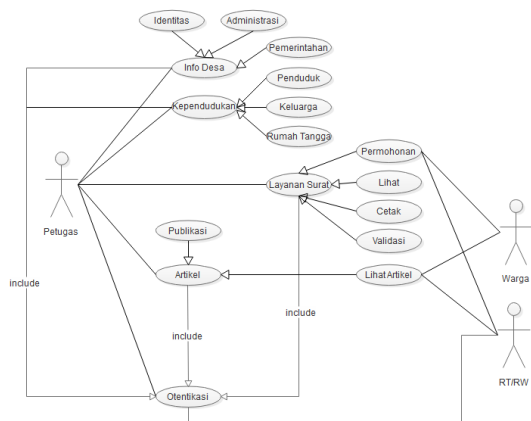 Identitas
Administrasi
Pemerintahan
Info Desa
Penduduk
Kependudukan
Keluarga
Rumah Tangga
Permohonan
Layanan Surat
Lihat
Petugas
Cetak
Publikasi
Validasi
Artikel
Lihat Artikel
Warga
include
include
include
RT/RW
Otentikasi